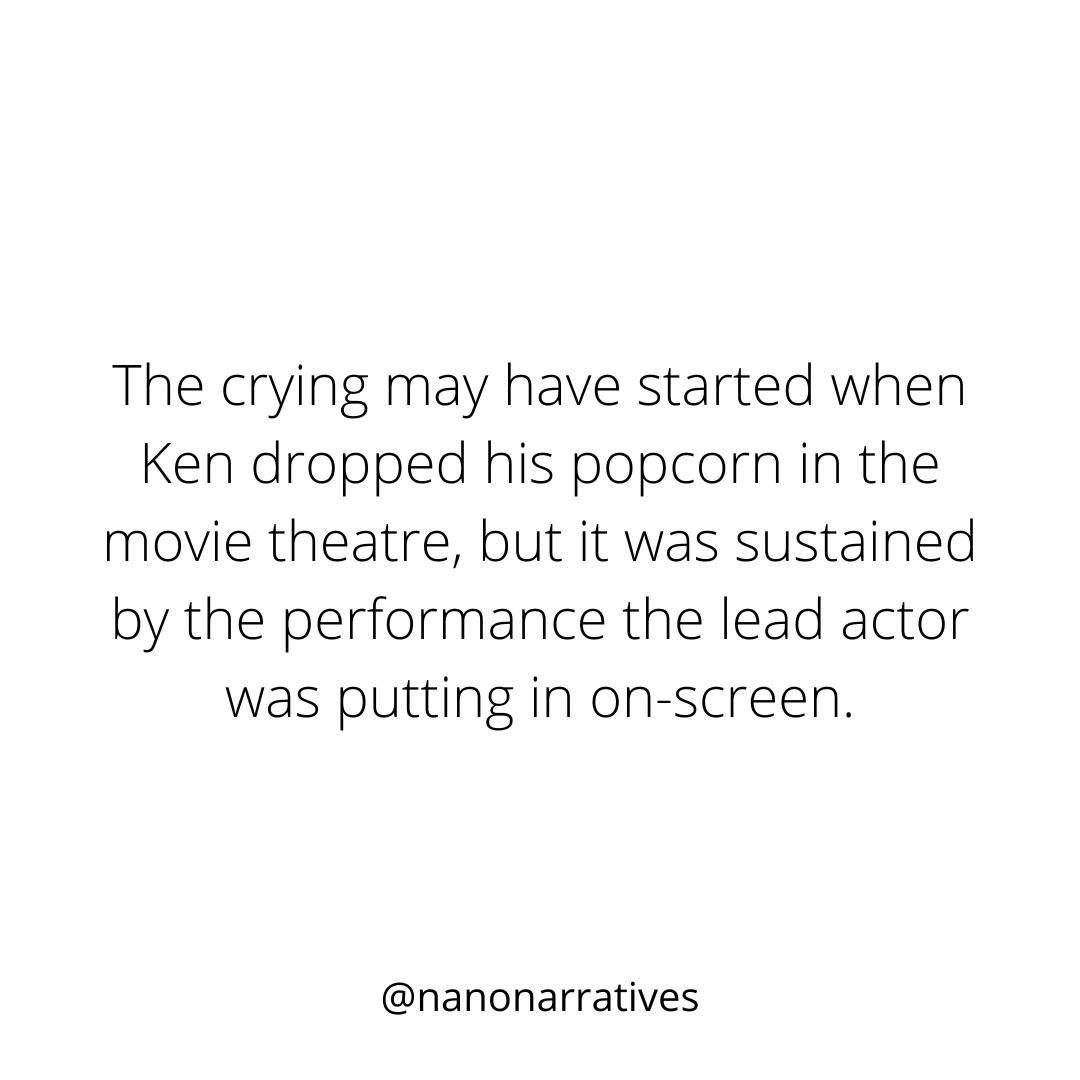 The crying may have started when
Ken dropped his popcorn in the
movie theatre, but it was sustained
by the performance the lead actor
was putting in on-screen.
@nanonarratives